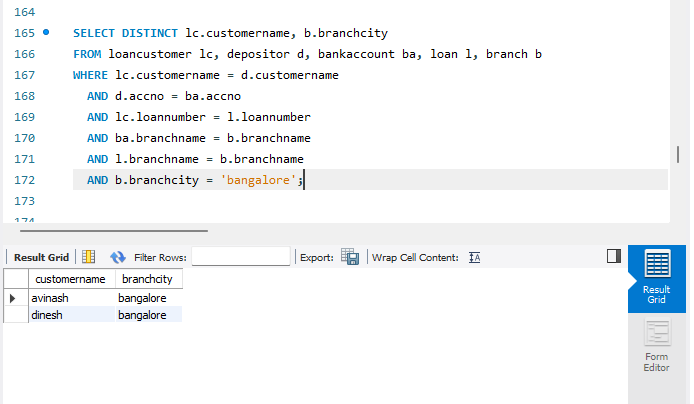 164
165 SELECT DISTINCT lc.customername, b.branchcity
166 FROM loancustomer lc, depositor d, bankaccount ba, loan l, branch b
167 WHERE lc.customername = d.customername
168 AND d.accno = ba.accno
169 AND lc.loannumber = l.loannumber
170 AND ba.branchname = b.branchname
171 AND l.branchname = b.branchname
172 AND b.branchcity = 'bangalore';
173
174
Result Grid Filter Rows: Export: Wrap Cell Content: IA
customername branchcity
avinash bangalore
dinesh bangalore
Result
Grid
Form
Editor